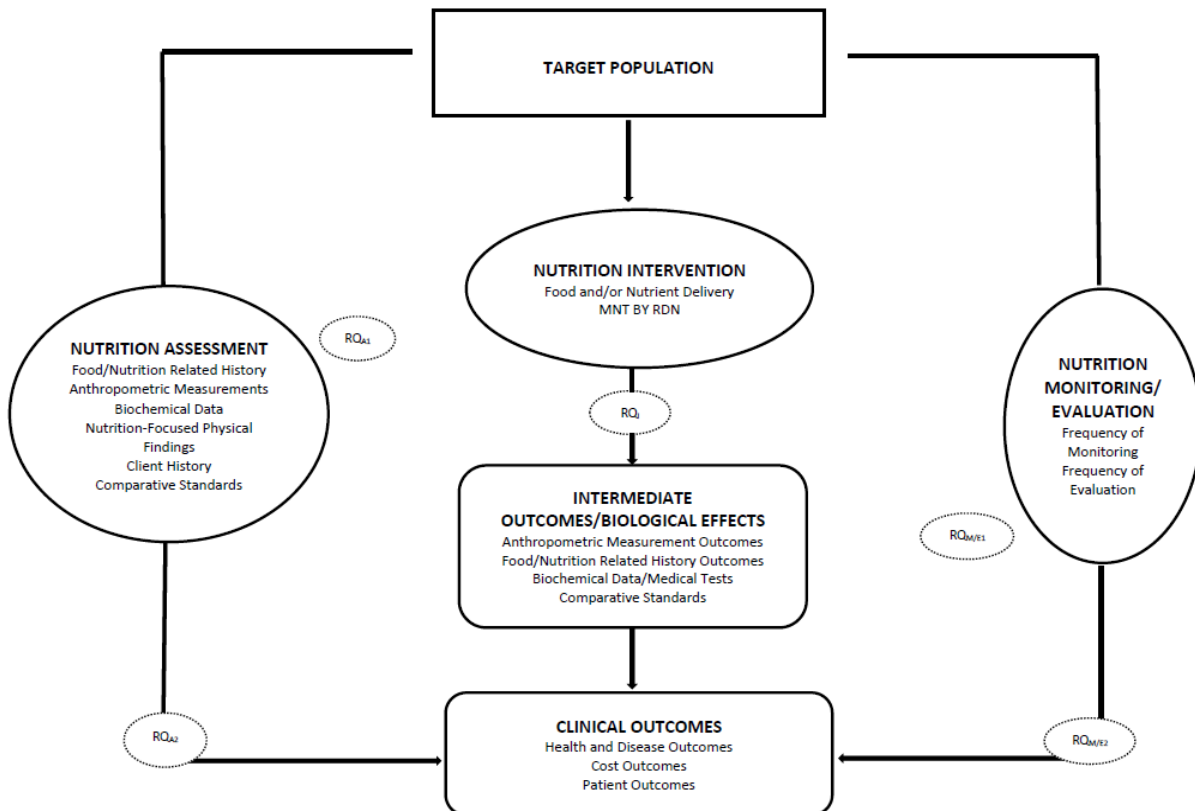 TARGET POPULATION
NUTRITION INTERVENTION
Food and/or Nutrient Delivery
MNT BY RDN
RQA1
NUTRITION ASSESSMENT
Food/Nutrition Related History
Anthropometric Measurements
Biochemical Data
Nutrition-Focused Physical
Findings
Client History
Comparative Standards
NUTRITION
MONITORING/
EVALUATION
Frequency of
Monitoring
Frequency of
Evaluation
INTERMEDIATE
OUTCOMES/BIOLOGICAL EFFECTS
Anthropometric Measurement Outcomes
Food/Nutrition Related History Outcomes
Biochemical Data/Medical Tests
Comparative Standards
RQM/E1
RQA2
CLINICAL OUTCOMES
Health and Disease Outcomes
Cost Outcomes
Patient Outcomes
RQM/E2